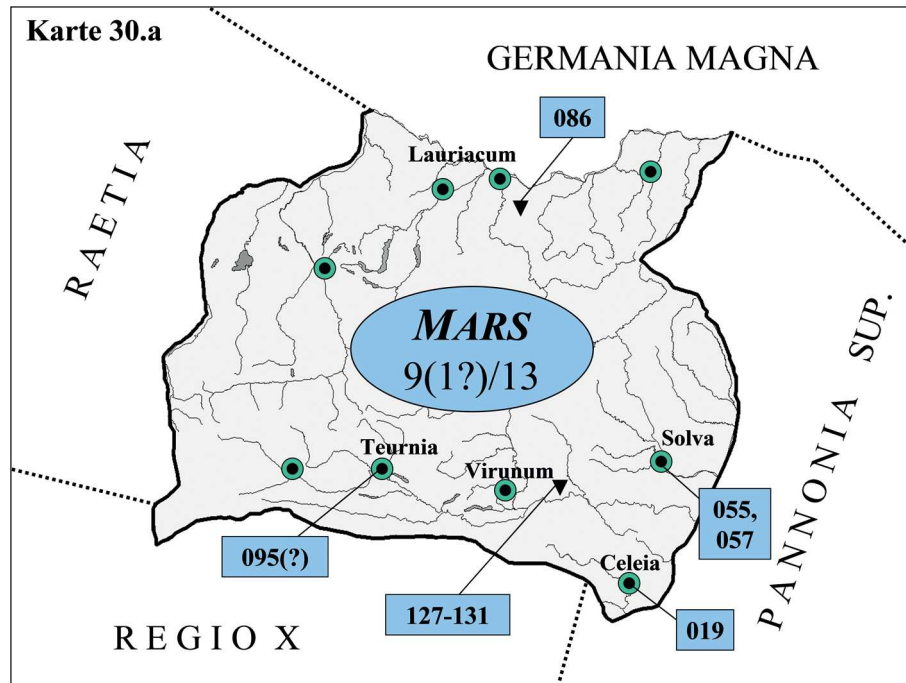 Karte 30.a
GERMANIA MAGNA
086
Lauriacum
RAETIA
MARS
9(1?)/13
PANNONIA SUP.
Teurnia
Virunum
Solva
055,
057
095(?)
127-131
Celeia
019
REGIO X